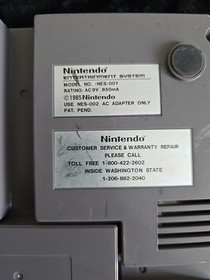 Nintendo
ENTERTAINMENT SYSTEM
MODEL NO. NES-001
RATING: AC 9V 850mA
©1985 Nintendo
USE NES-002 AC ADAPTER ONLY
PAT. PEND.
Nintendo
CUSTOMER SERVICE & WARRANTY REPAIR
PLEASE CALL
TOLL FREE 1-800-422-2602
INSIDE WASHINGTON STATE
1-206-882-2040